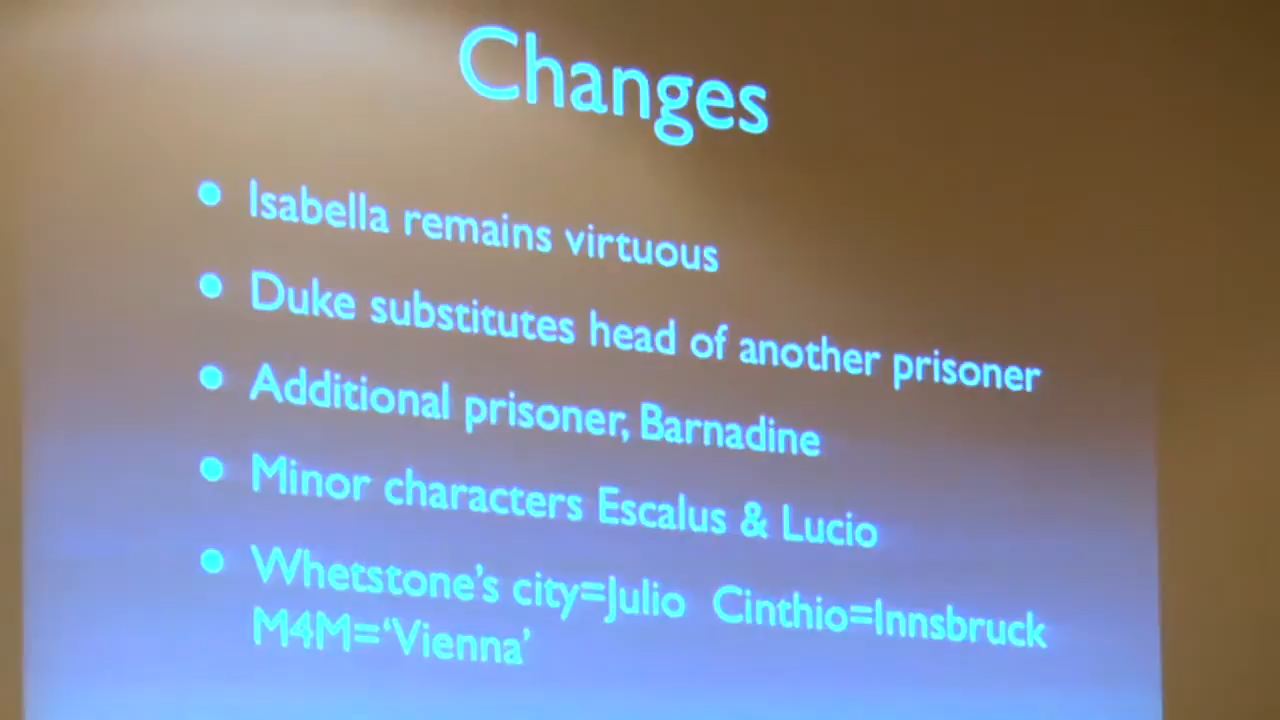 Changes
• Isabella remains virtuous
• Duke substitutes head of another prisoner
• Additional prisoner, Barnadine
• Minor characters Escalus & Lucio
• Whetstone's city=Julio Cinthio=Innsbruck
M4M='Vienna'